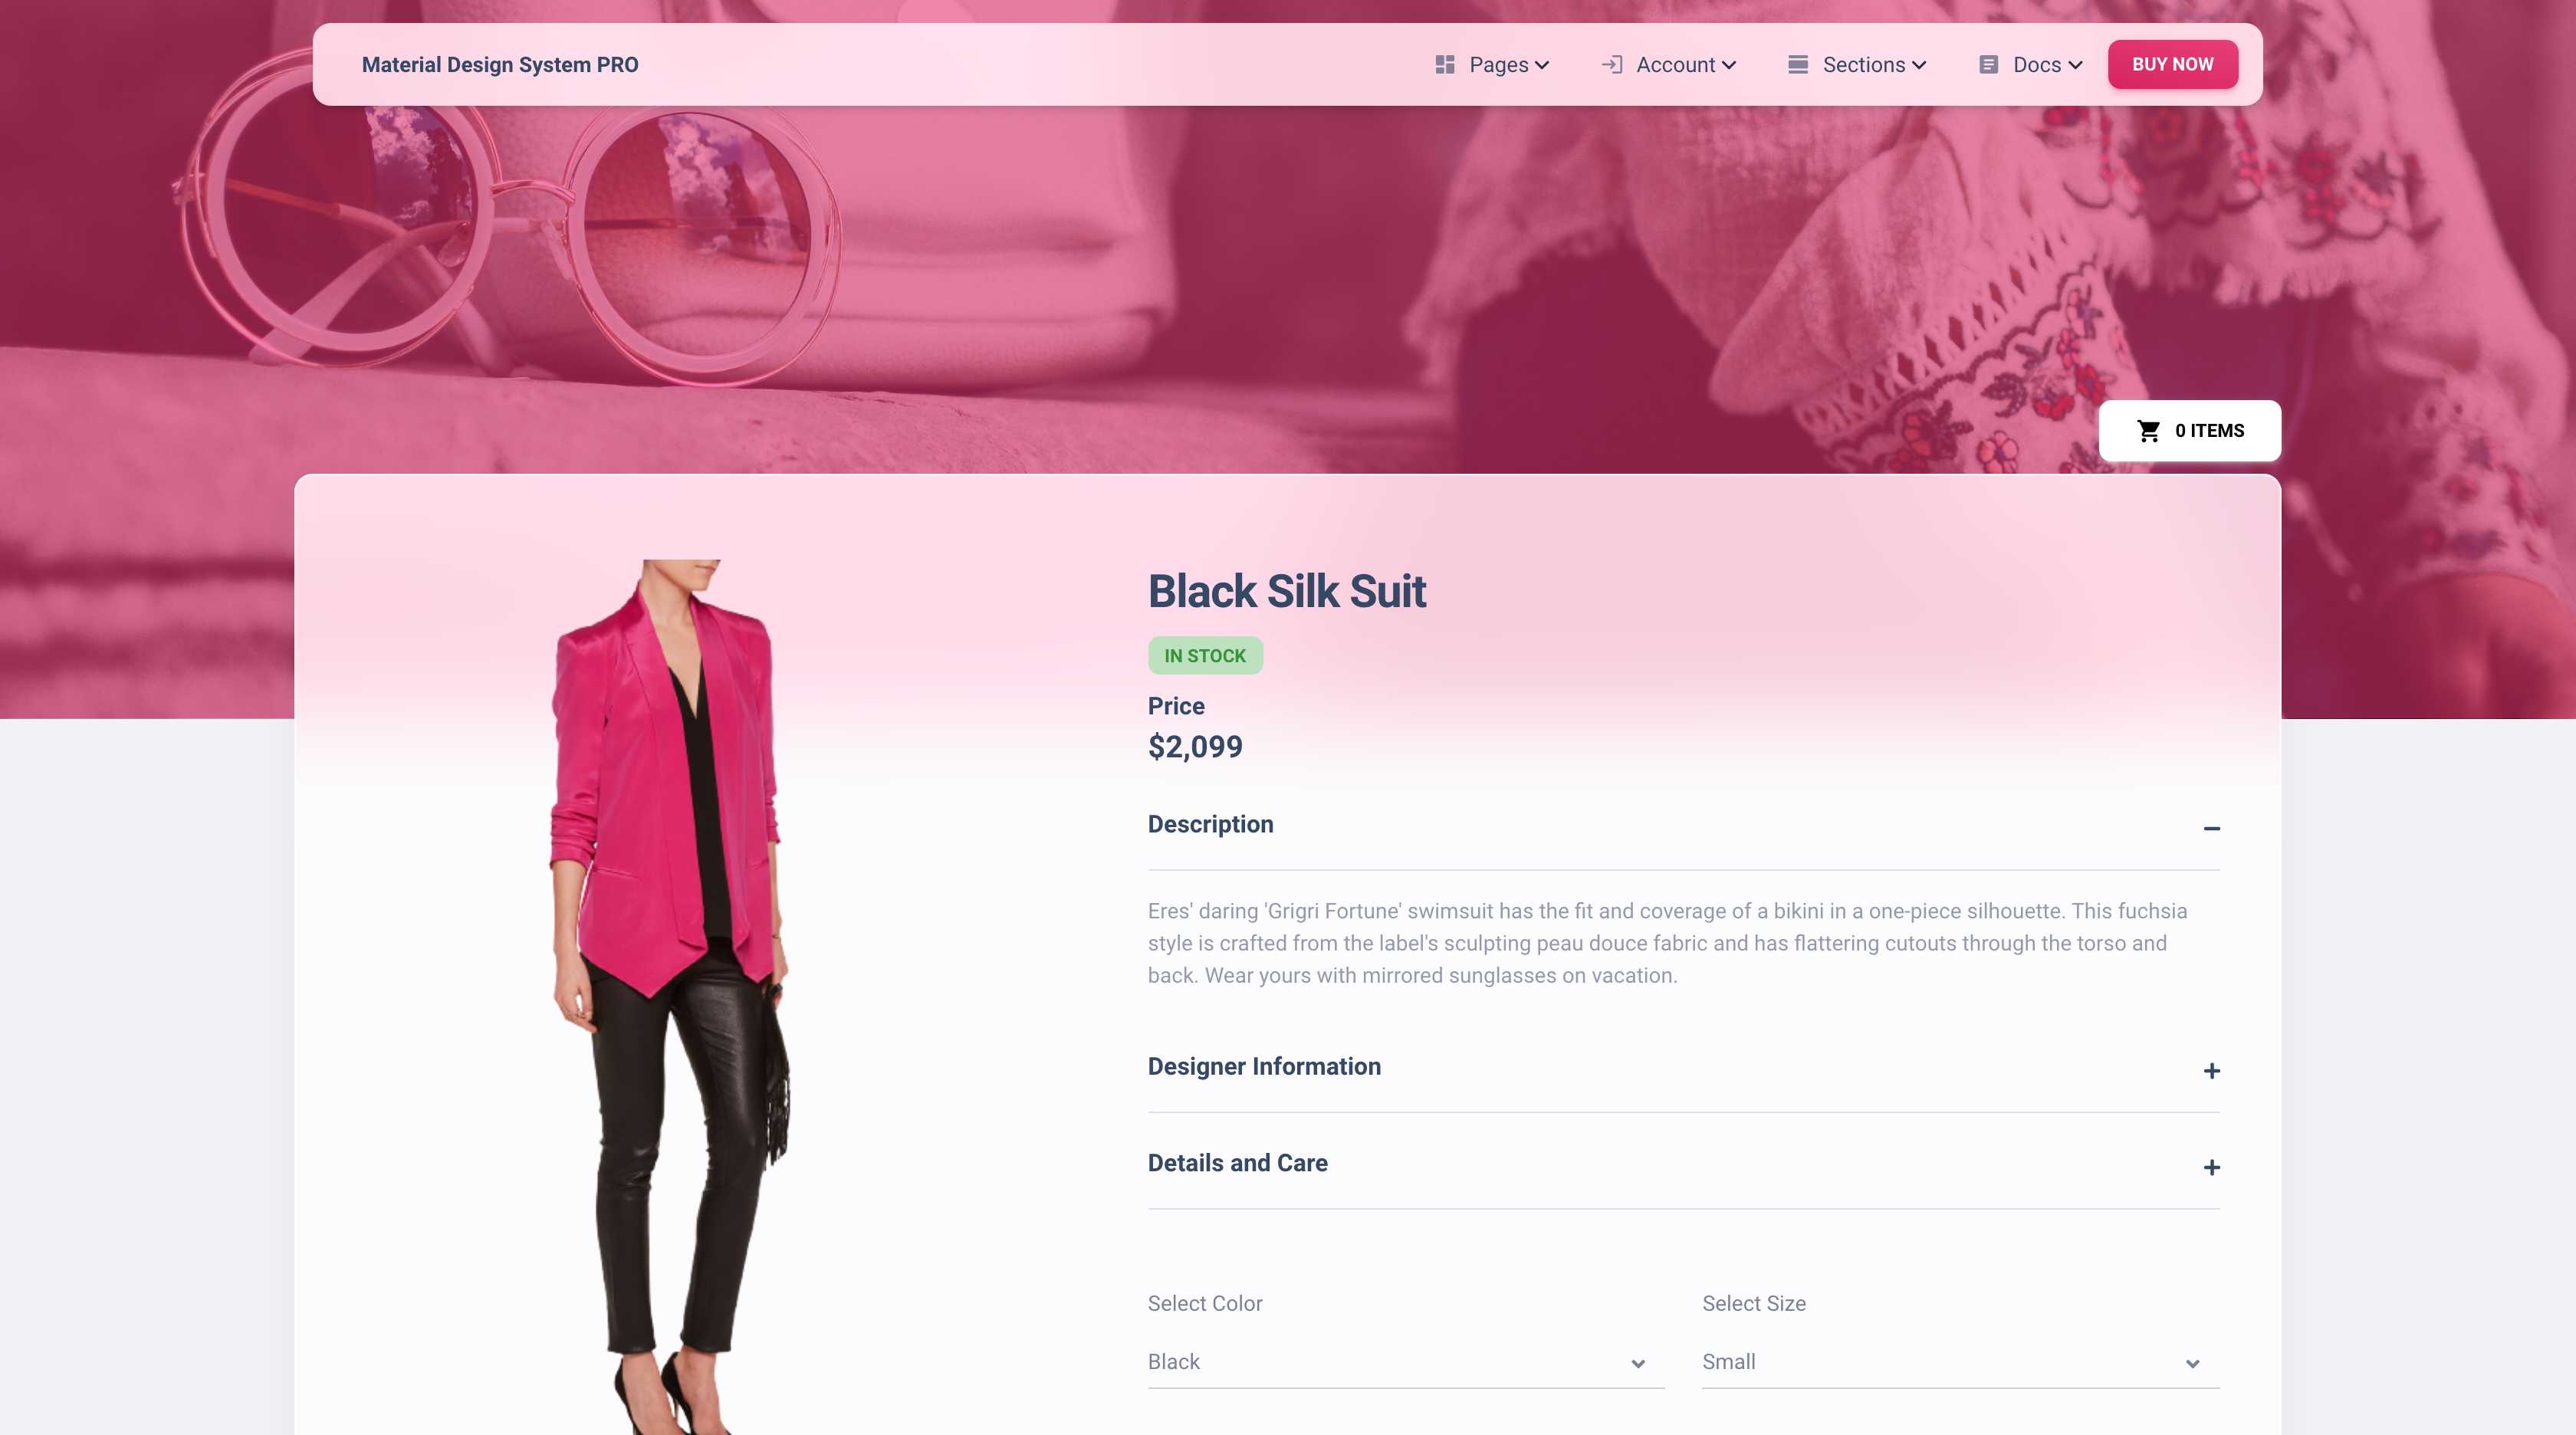 Material Design System PRO
Pages
Account
Sections
Docs
BUY NOW
0 ITEMS
Black Silk Suit
IN STOCK
Price
$2,099
Description
Eres' daring 'Grigri Fortune' swimsuit has the fit and coverage of a bikini in a one-piece silhouette. This fuchsia
style is crafted from the label's sculpting peau douce fabric and has flattering cutouts through the torso and
back. Wear yours with mirrored sunglasses on vacation.
Designer Information
Details and Care
Select Color
Select Size
Black
Small